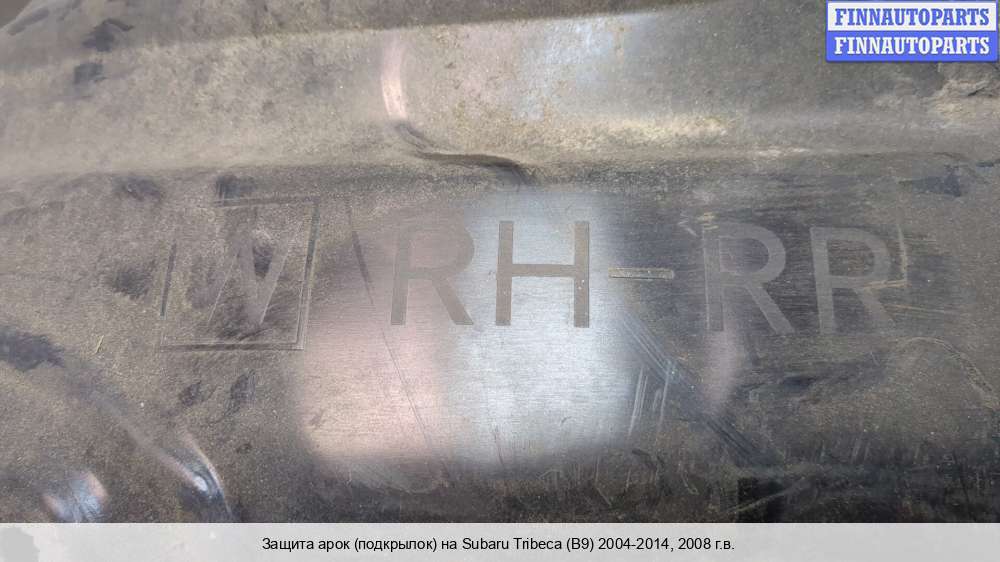 FINNAUTOPARTS
FINNAUTOPARTS
W RH-RR
Защита арок (подкрылок) на Subaru Tribeca (B9) 2004-2014, 2008 г.в.